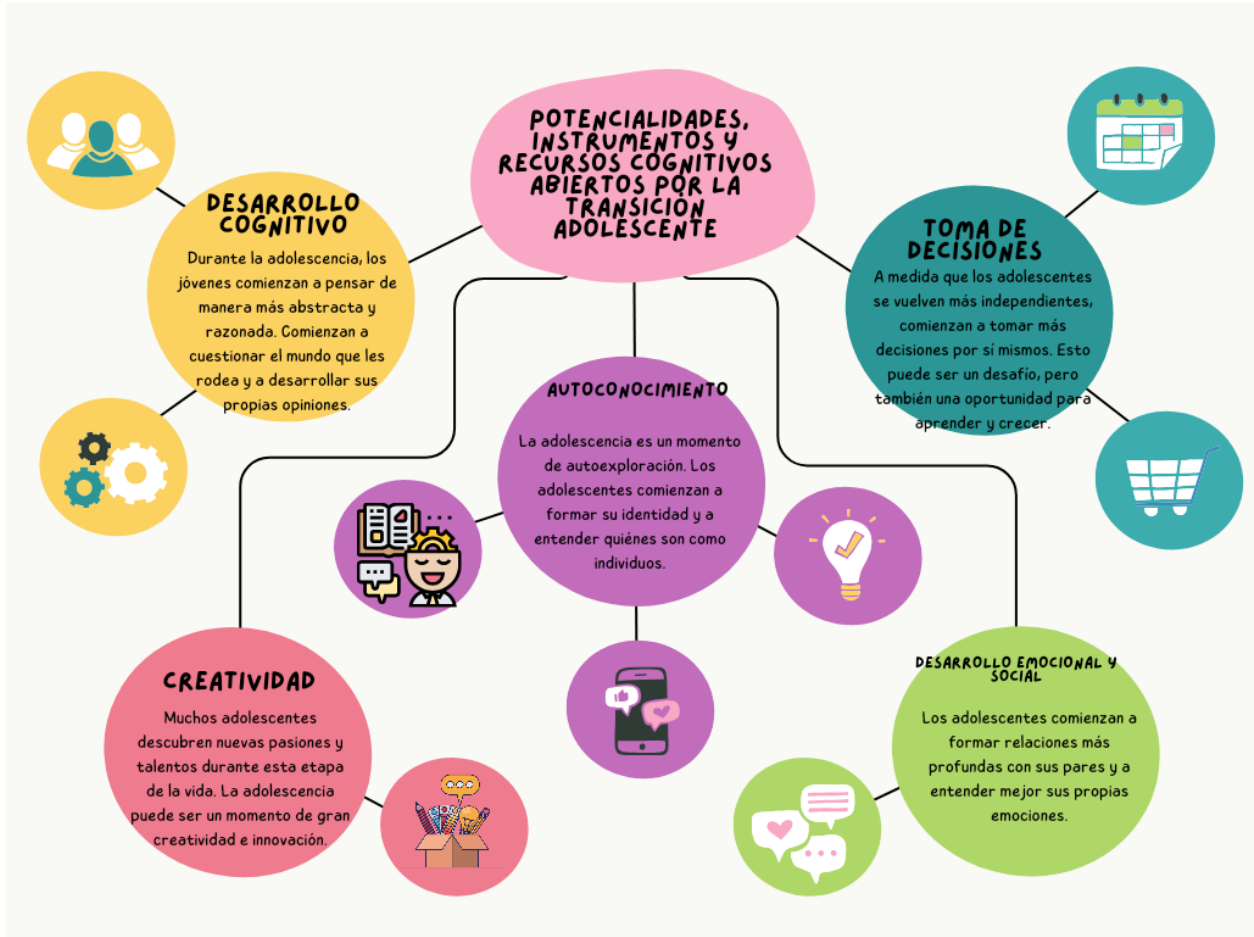 POTENCIALIDADES,
INSTRUMENTOS Y
RECURSOS COGNITIVOS
ABIERTOS POR LA
TRANSICIÓN
ADOLESCENTE
DESARROLLO
COGNITIVO
Durante la adolescencia, los
jóvenes comienzan a pensar de
manera más abstracta y
razonada. Comienzan a
cuestionar el mundo que les
rodea y a desarrollar sus
propias opiniones.
TOMA DE
DECISIONES
A medida que los adolescentes
se vuelven más independientes,
comienzan a tomar más
decisiones por sí mismos. Esto
puede ser un desafío, pero
también una oportunidad para
aprender y crecer.
AUTOCONOCIMIENTO
La adolescencia es un momento
de autoexploración. Los
adolescentes comienzan a
formar su identidad y a
entender quiénes son como
individuos.
CREATIVIDAD
Muchos adolescentes
descubren nuevas pasiones y
talentos durante esta etapa
de la vida. La adolescencia
puede ser un momento de gran
creatividad e innovación.
DESARROLLO EMOCIONAL Y
SOCIAL
Los adolescentes comienzan a
formar relaciones más
profundas con sus pares y a
entender mejor sus propias
emociones.